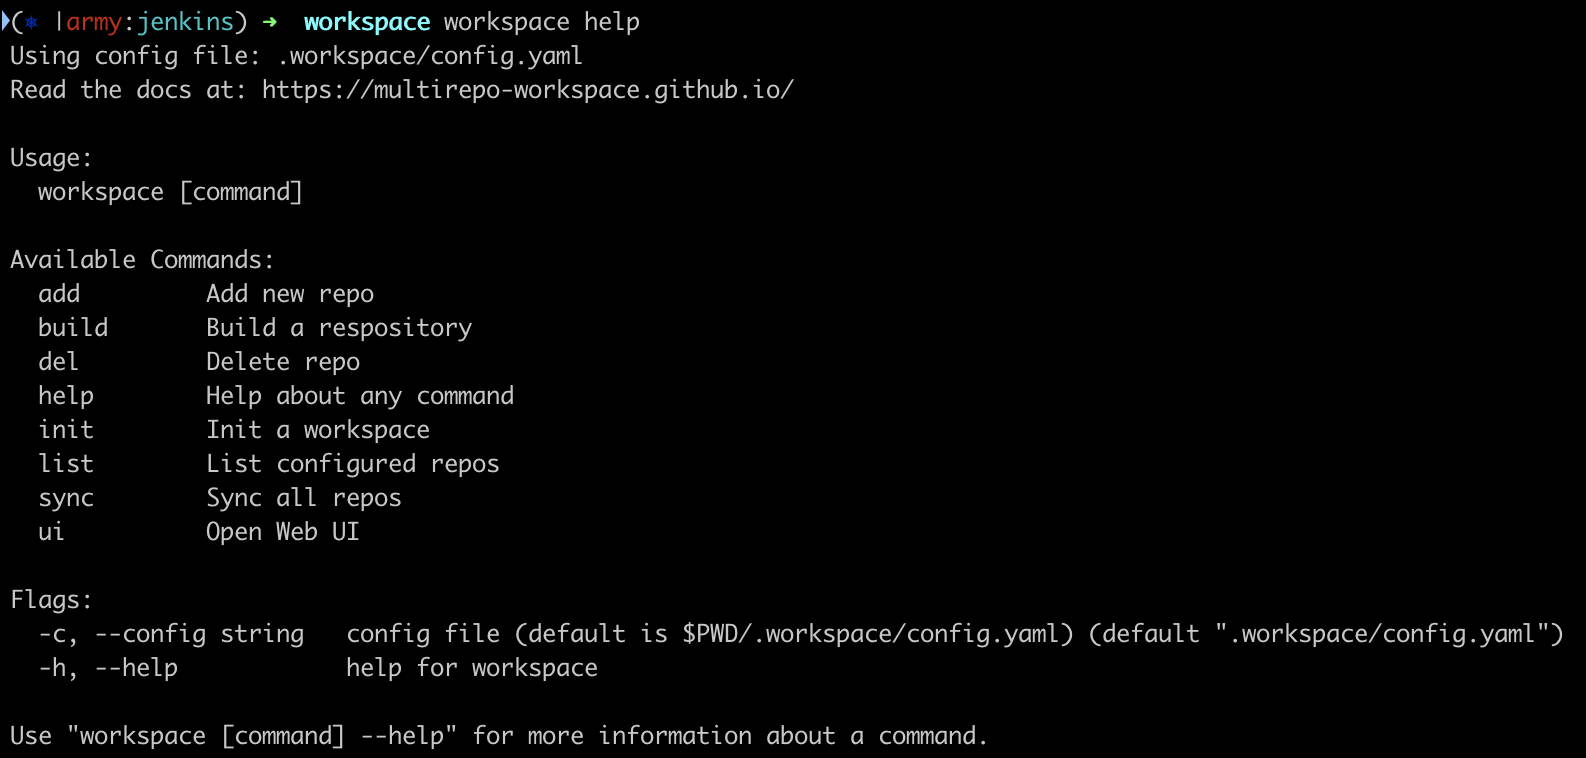 (⎈ |army:jenkins) ➜  workspace workspace help
Using config file: .workspace/config.yaml
Read the docs at: https://multirepo-workspace.github.io/

Usage:
  workspace [command]

Available Commands:
  add         Add new repo
  build       Build a respository
  del         Delete repo
  help        Help about any command
  init        Init a workspace
  list        List configured repos
  sync        Sync all repos
  ui          Open Web UI

Flags:
  -c, --config string   config file (default is $PWD/.workspace/config.yaml) (default ".workspace/config.yaml")
  -h, --help            help for workspace

Use "workspace [command] --help" for more information about a command.